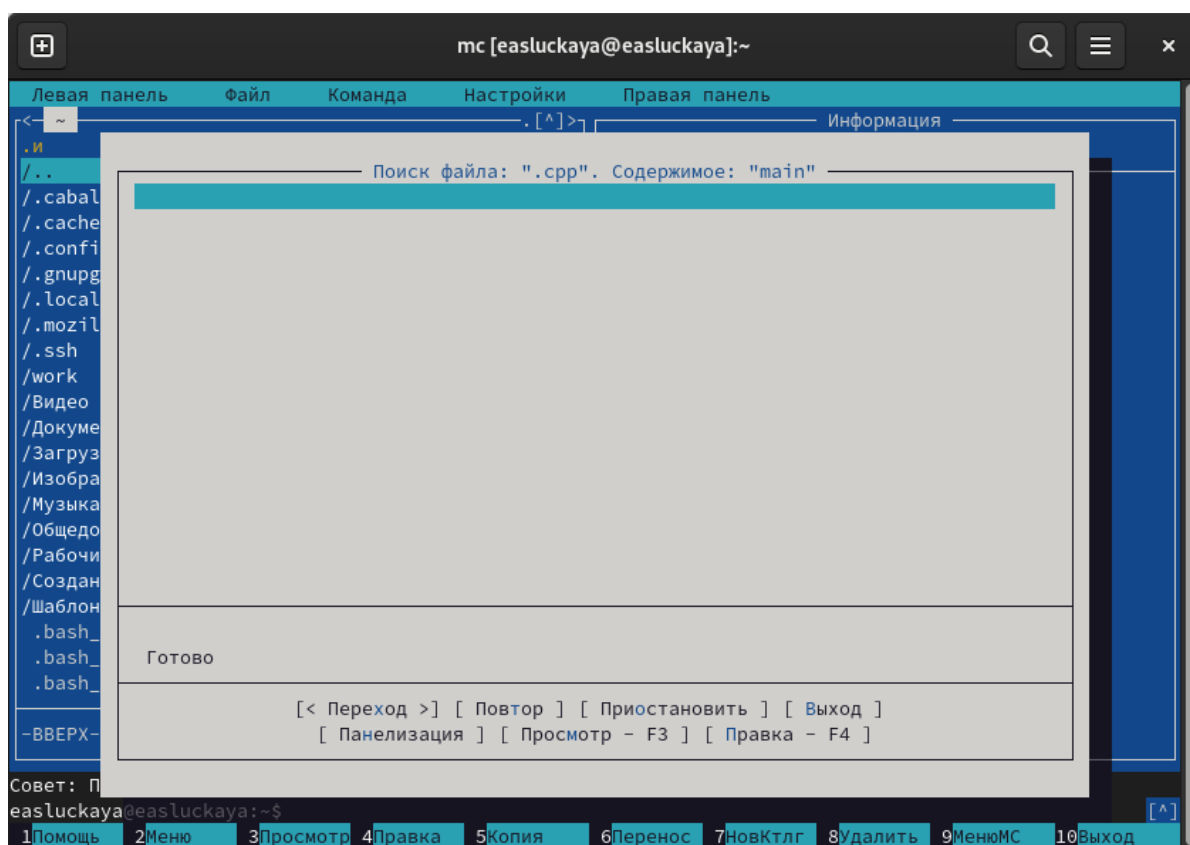 mc [easluckaya@easluckaya]:~
Левая панель Файл Команда Настройки Правая панель
<- ~ .[^]> Информация
.и
/..
Поиск файла: ".cpp". Содержимое: "main"
/.cabal
/.cache
/.confi
/.gnupg
/.local
/.mozil
/.ssh
/work
/Видео
/Докуме
/Загруз
/Изобра
/Музыка
/Общедо
/Рабочи
/Создан
/Шаблон
.bash_
.bash_
Готово
.bash_
[< Переход >] [ Повтор ] [ Приостановить ] [ Выход ]
-ВВЕРХ-
[ Панелизация ] [ Просмотр - F3 ] [ Правка - F4 ]
Совет: П
easluckaya@easluckaya:~$ [^]
1Помощь 2Меню 3Просмотр 4Правка 5Копия 6Перенос 7НовКтлг 8Удалить 9МенюМС 10Выход